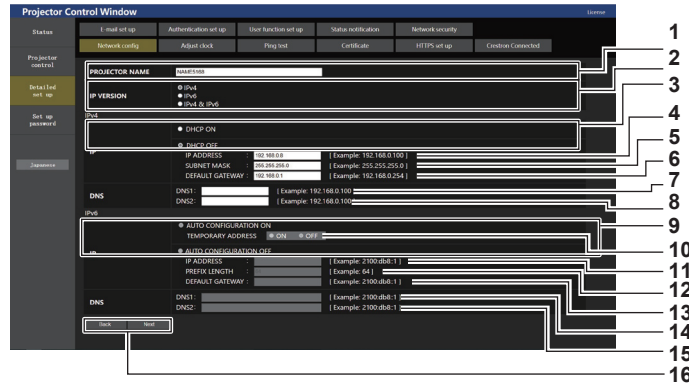 Projector Control Window
License
Status
E-mail set up
Authentication set up
User function set up
Status notification
Network security
Network config
Adjust clock
Ping test
Certificate
HTTPS set up
Crestron Connected
Projector control
Detailed set up
Set up password
Japanese
PROJECTOR NAME
NAME5168
IP VERSION
IPv4
IPv6
IPv4 & IPv6
IPv4
DHCP ON
DHCP OFF
IP
IP ADDRESS : 192.168.0.8 [ Example: 192.168.0.100 ]
SUBNET MASK : 255.255.255.0 [ Example: 255.255.255.0 ]
DEFAULT GATEWAY : 192.168.0.1 [ Example: 192.168.0.254 ]
DNS
DNS1: [ Example: 192.168.0.100
DNS2: [ Example: 192.168.0.100
IPv6
AUTO CONFIGURATION ON
TEMPORARY ADDRESS ON OFF
IP
AUTO CONFIGURATION OFF
IP ADDRESS : [ Example: 2100:db8::1 ]
PREFIX LENGTH : [ Example: 64 ]
DEFAULT GATEWAY : [ Example: 2100:db8::1 ]
DNS
DNS1: [ Example: 2100:db8::1 ]
DNS2: [ Example: 2100:db8::1 ]
Back
Next
1
2
3
4
5
6
7
8
9
10
11
12
13
14
15
16